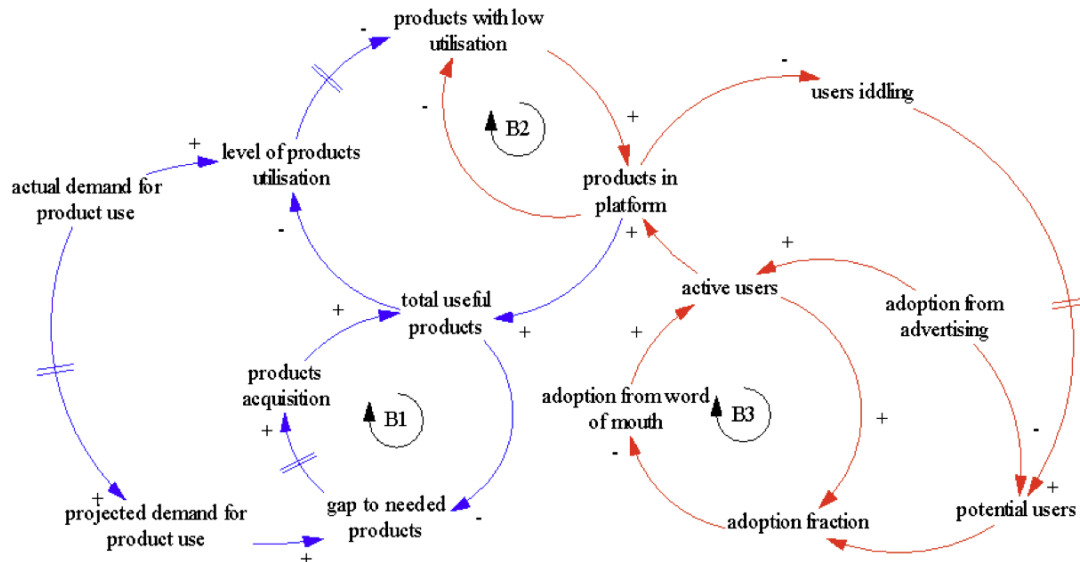 products with low
utilisation
-
-
users iddling
-
B2
+
+
level of products
utilisation
actual demand for
product use
products in
platform
+
-
+
active users
total useful
products
adoption from
advertising
+
+
+
products
acquisition
adoption from word
of mouth
B1
B3
+
+
-
-
gap to needed
products
-
+
+
projected demand for
product use
adoption fraction
potential users
+